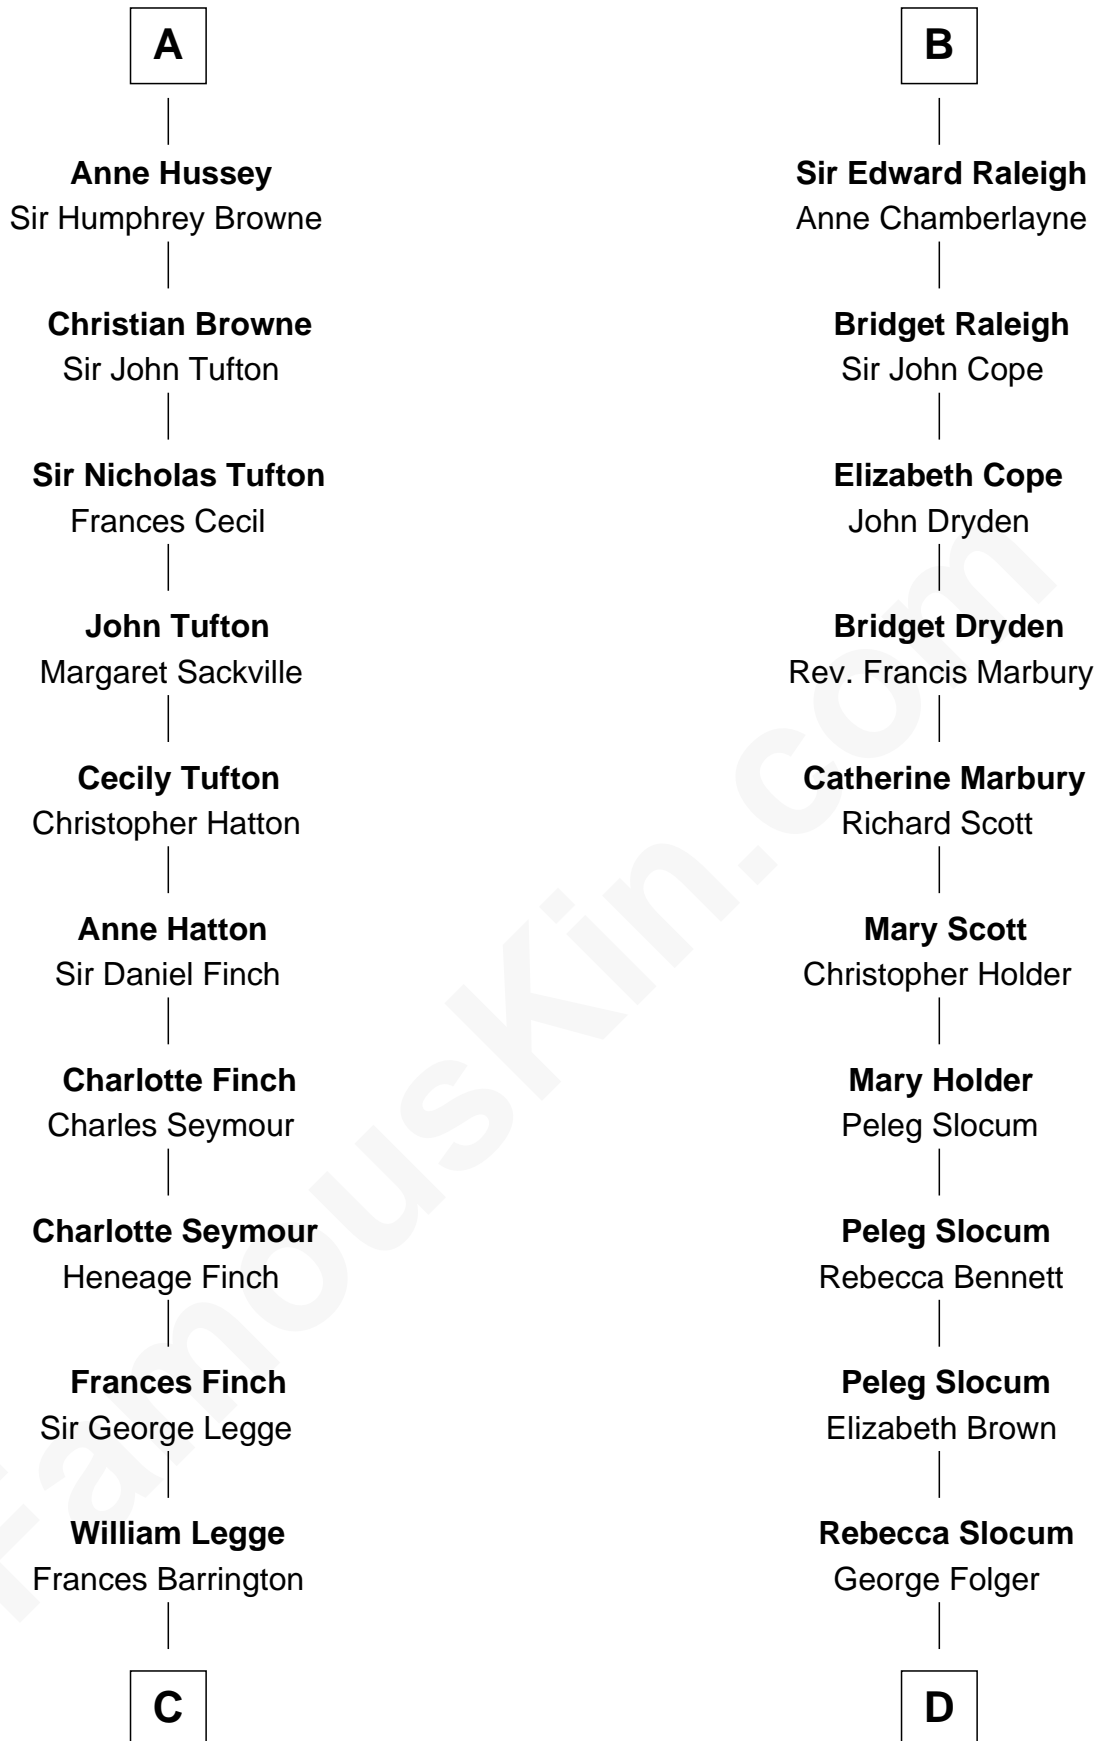 A
Anne Hussey
Sir Humphrey Browne
Christian Browne
Sir John Tufton
Sir Nicholas Tufton
Frances Cecil
John Tufton
Margaret Sackville
Cecily Tufton
Christopher Hatton
Anne Hatton
Sir Daniel Finch
Charlotte Finch
Charles Seymour
Charlotte Seymour
Heneage Finch
Frances Finch
Sir George Legge
William Legge
Frances Barrington
C
B
Sir Edward Raleigh
Anne Chamberlayne
Bridget Raleigh
Sir John Cope
Elizabeth Cope
John Dryden
Bridget Dryden
Rev. Francis Marbury
Catherine Marbury
Richard Scott
Mary Scott
Christopher Holder
Mary Holder
Peleg Slocum
Peleg Slocum
Rebecca Bennett
Peleg Slocum
Elizabeth Brown
Rebecca Slocum
George Folger
D
FamousKin.com